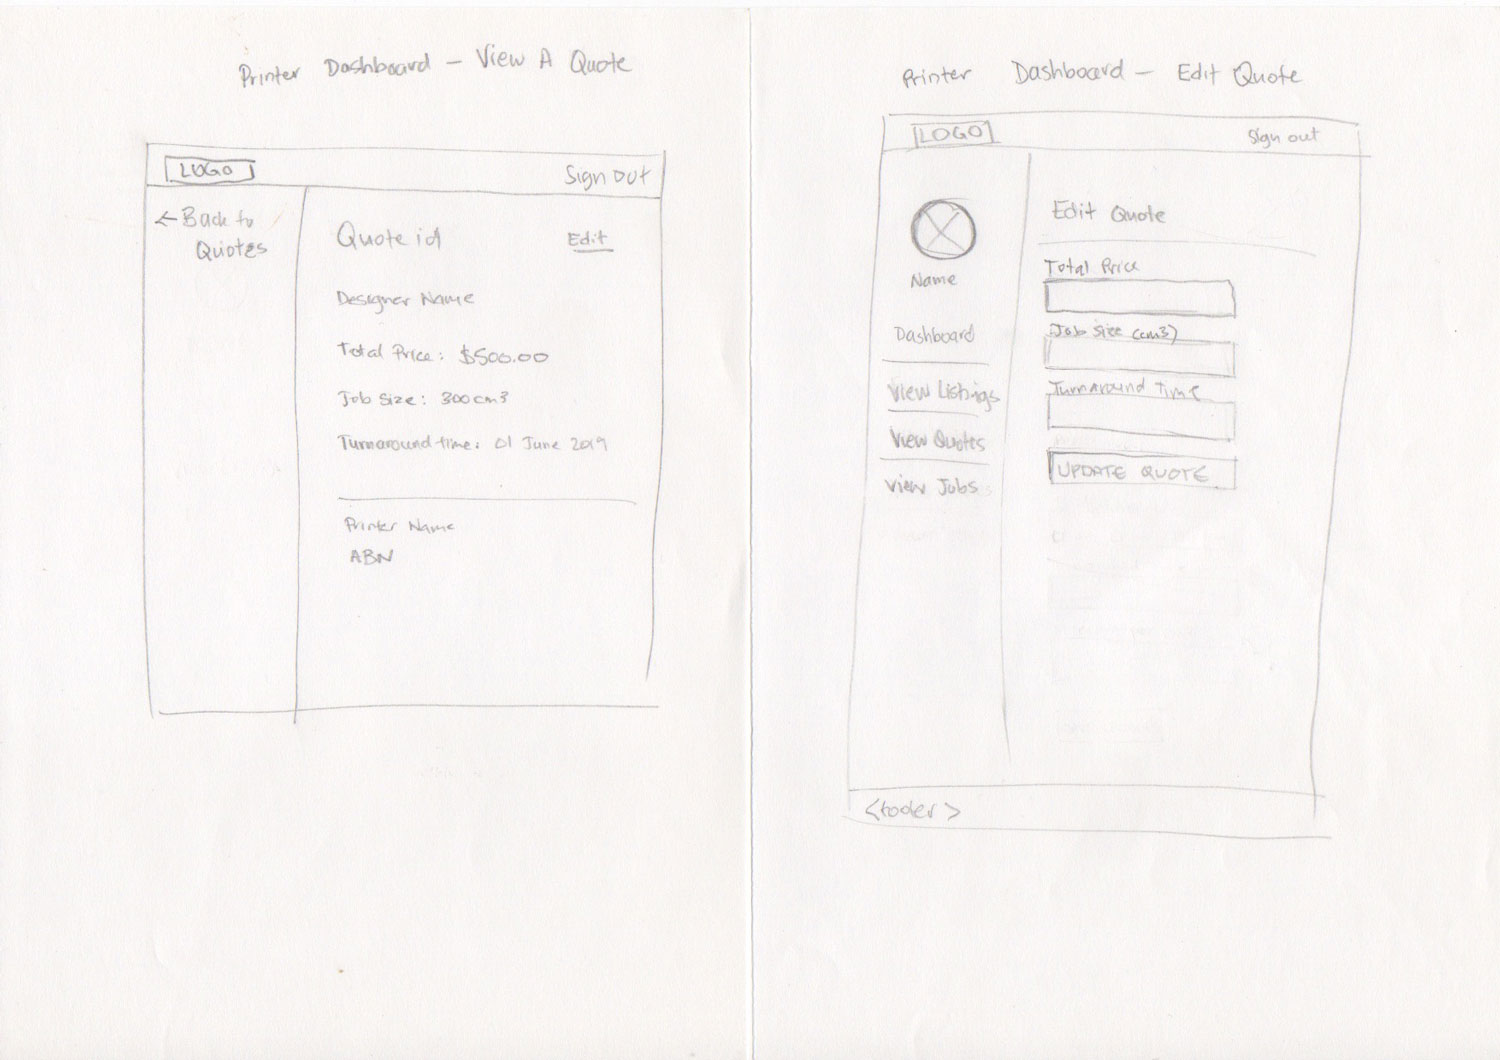 Printer Dashboard – View A Quote
LOGO
Sign Out
← Back to
Quotes
Quote id
Edit
Designer Name
Total Price: $500.00
Job Size: 300cm3
Turnaround time: 01 June 2019
Printer Name
ABN
Printer Dashboard – Edit Quote
LOGO
Sign out
Name
Dashboard
View Listings
View Quotes
View Jobs
Edit Quote
Total Price
Job Size (cm3)
Turnaround Time
UPDATE QUOTE
<footer>